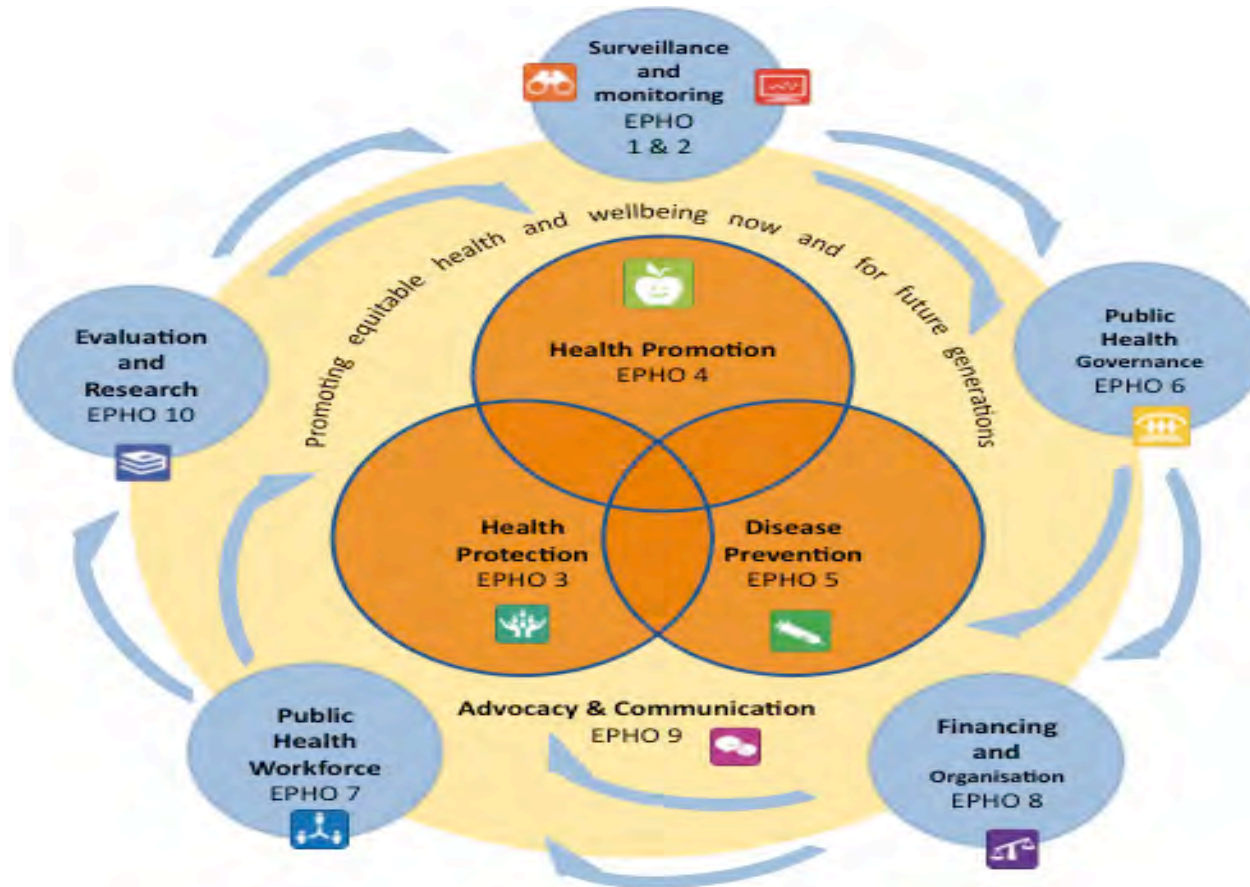 Surveillance
and
monitoring
EPHO
1 & 2
Promoting equitable health and wellbeing now and for future generations
Evaluation
and
Research
EPHO 10
Public
Health
Governance
EPHO 6
Health Promotion
EPHO 4
Health
Protection
EPHO 3
Disease
Prevention
EPHO 5
Advocacy & Communication
EPHO 9
Public
Health
Workforce
EPHO 7
Financing
and
Organisation
EPHO 8